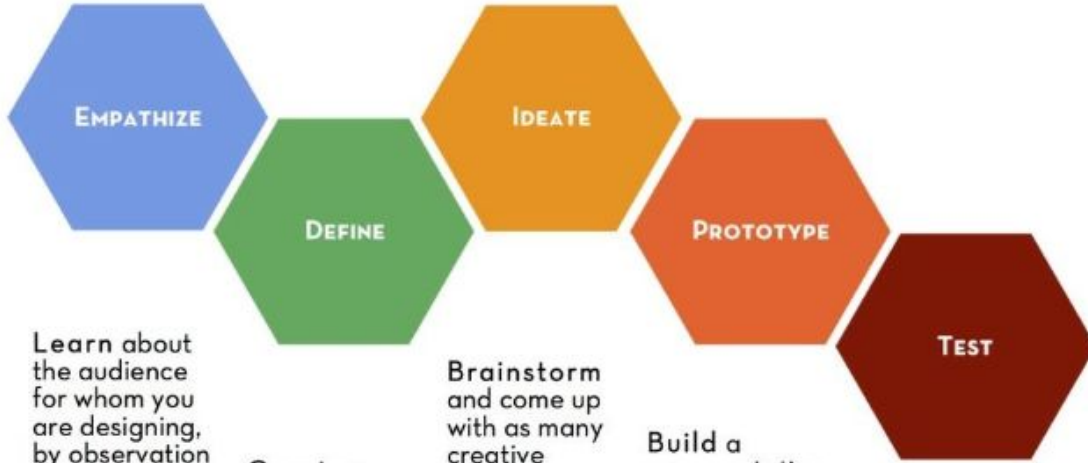 EMPATHIZE
DEFINE
IDEATE
PROTOTYPE
TEST
Learn about
the audience
for whom you
are designing,
by observation
Brainstorm
and come up
with as many
creative
Build a